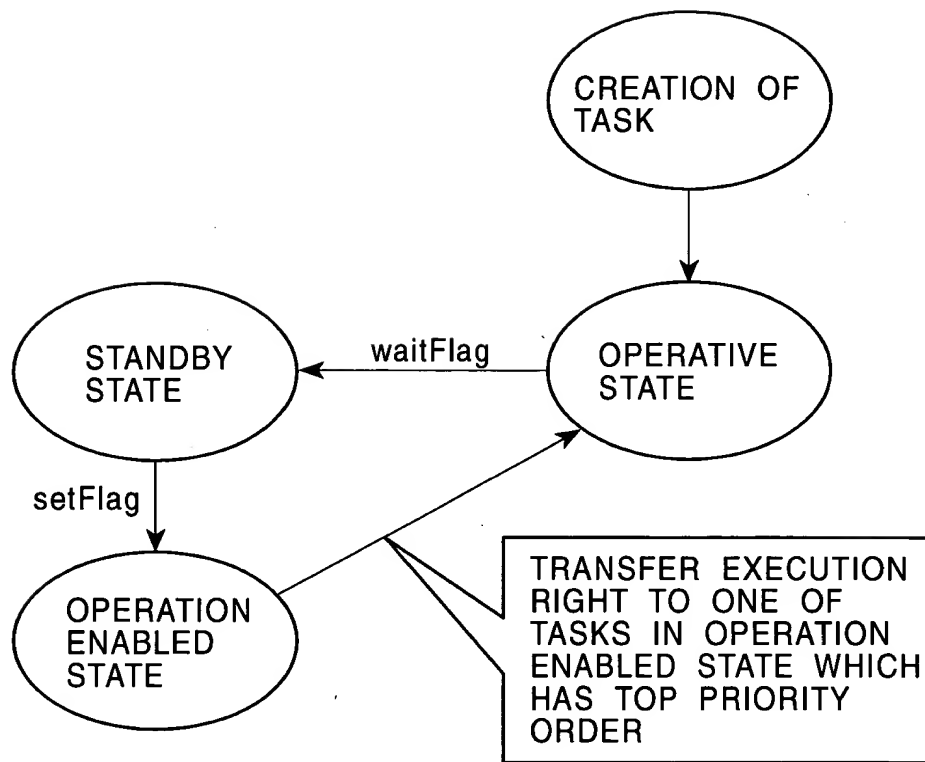 CREATION OF
TASK
STANDBY
STATE
waitFlag
OPERATIVE
STATE
setFlag
OPERATION
ENABLED
STATE
TRANSFER EXECUTION
RIGHT TO ONE OF
TASKS IN OPERATION
ENABLED STATE WHICH
HAS TOP PRIORITY
ORDER